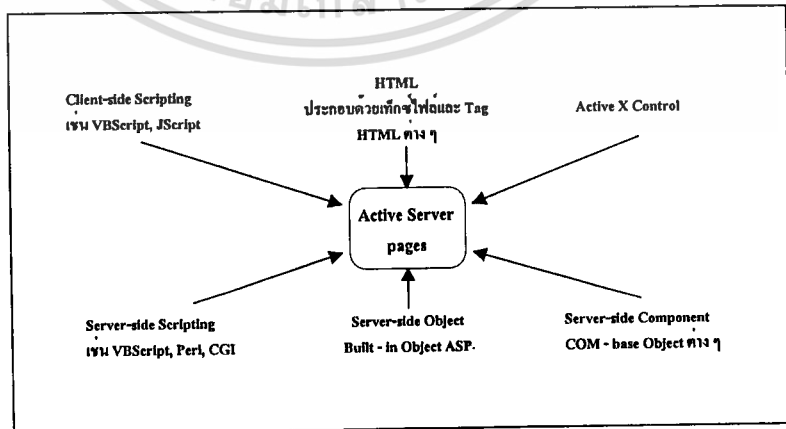 Client-side Scripting
เช่น VBScript, JScript
HTML
ประกอบด้วยเท็กซ์ไฟล์และ Tag
HTML ต่าง ๆ
Active X Control
Active Server
pages
Server-side Scripting
เช่น VBScript, Perl, CGI
Server-side Object
Built - in Object ASP.
Server-side Component
COM - base Object ต่าง ๆ